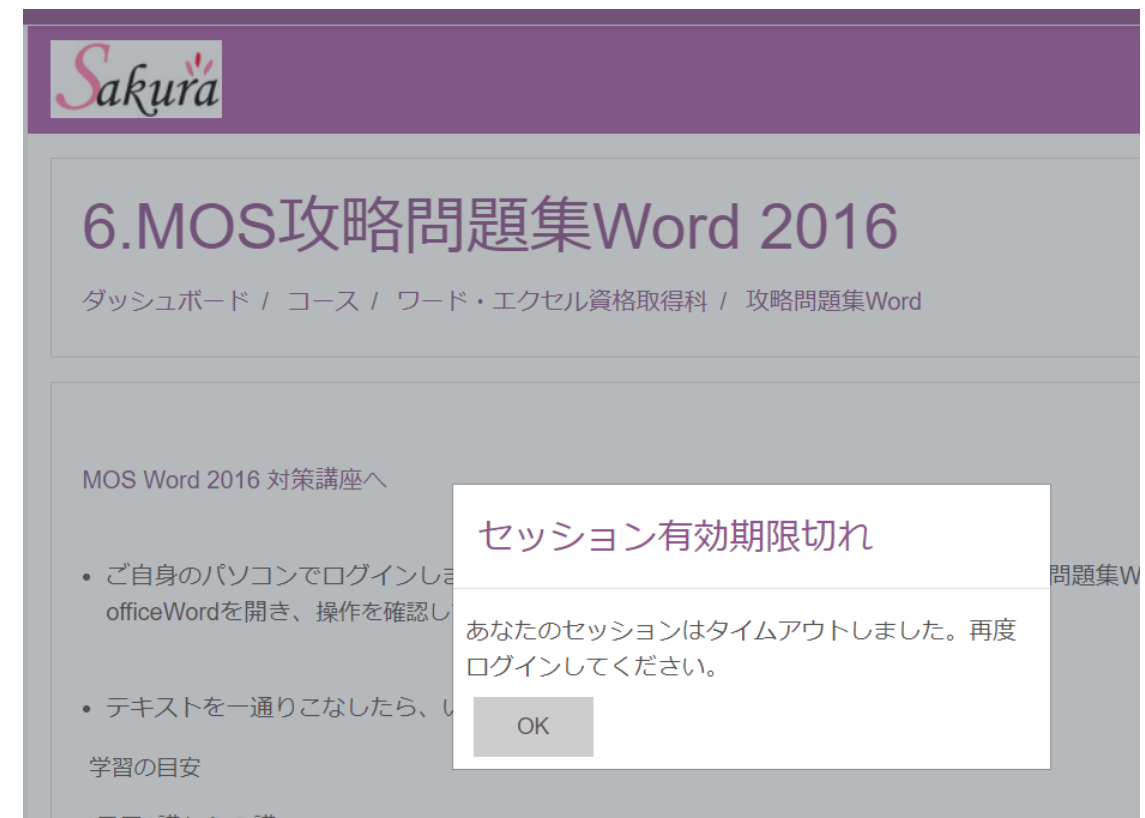 Sakura
6.MOS攻略問題集Word 2016
ダッシュボード / コース / ワード・エクセル資格取得科 / 攻略問題集Word
MOS Word 2016 対策講座へ
セッション有効期限切れ
• ご自身のパソコンでログインしま 問題集W
officeWordを開き、操作を確認し
あなたのセッションはタイムアウトしました。再度
ログインしてください。
• テキストを一通りこなしたら、い
OK
学習の目安